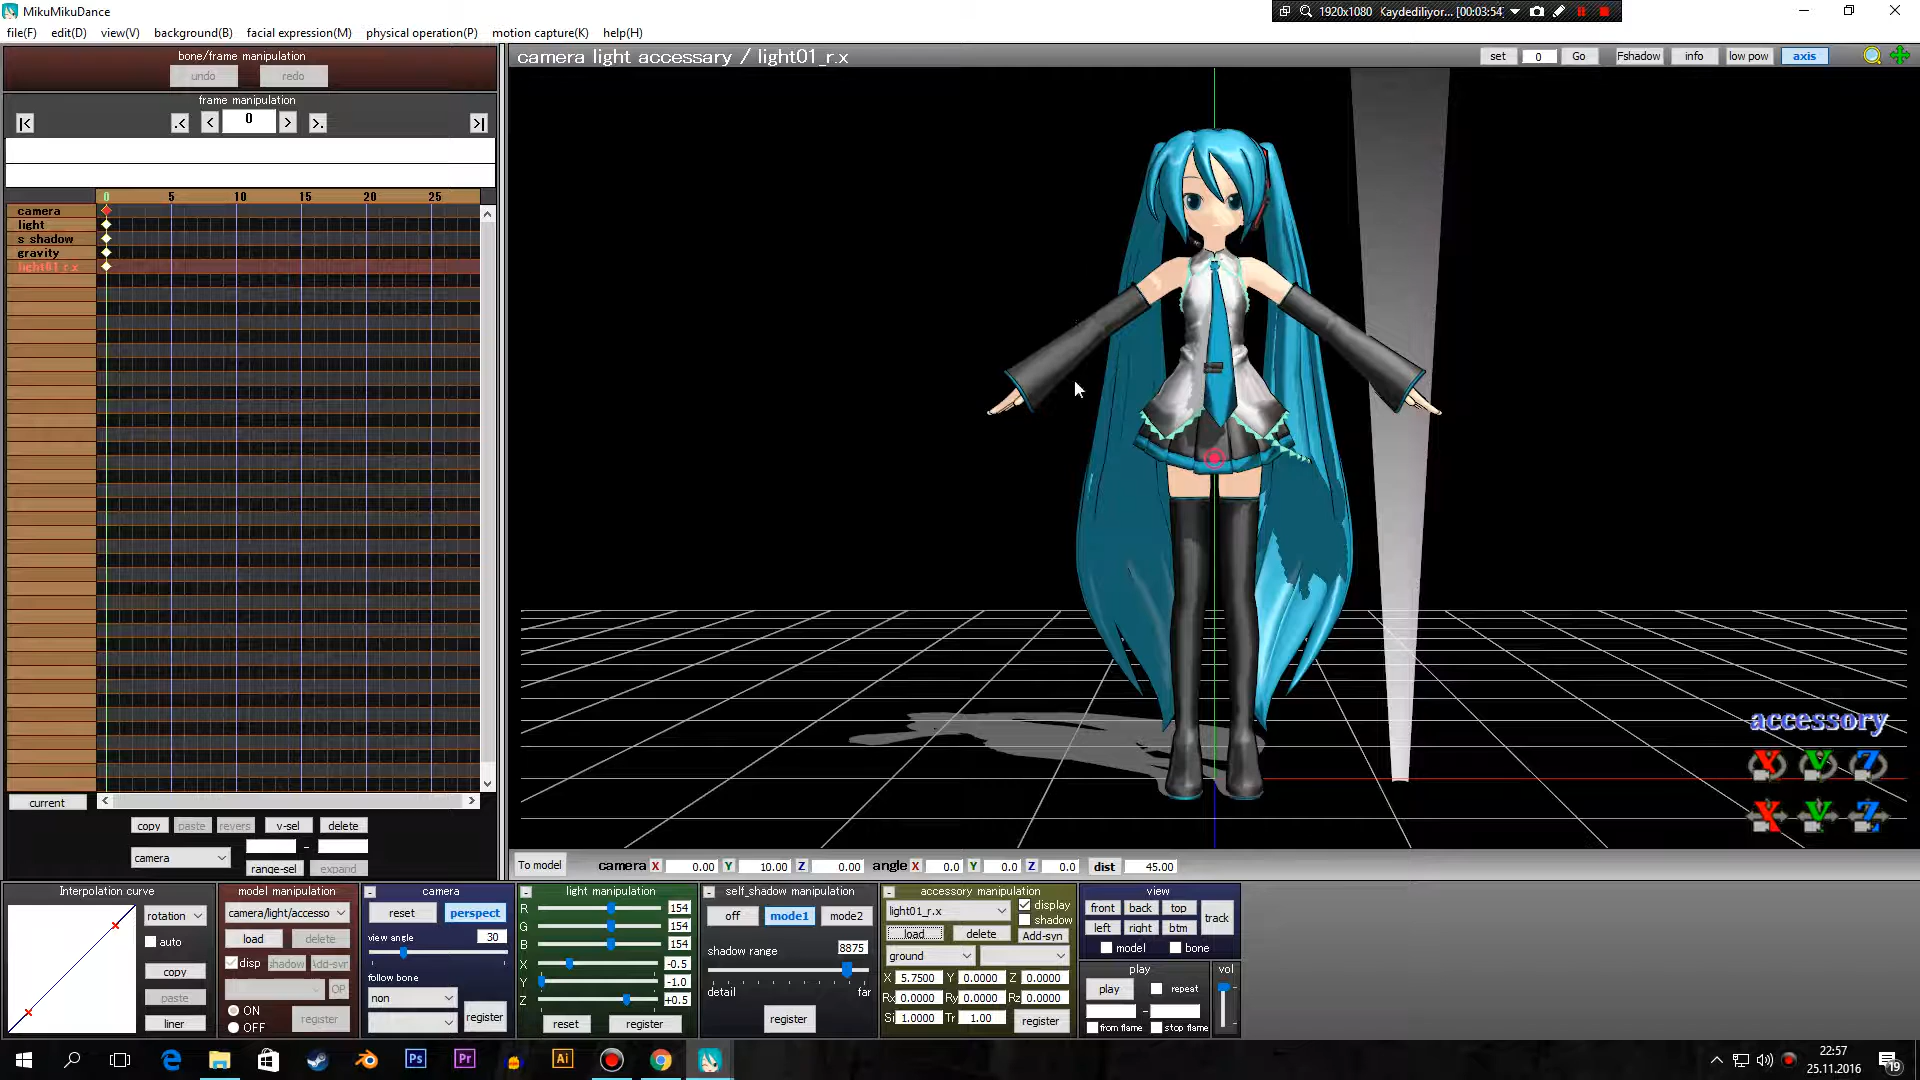 MikuMikuDance
1920x1080 Kaydediliyor... [00:03:54]
file(F) edit(D) view(V) background(B) facial expression(M) physical operation(P) motion capture(K) help(H)
bone/frame manipulation
undo redo
frame manipulation
0
camera light accessary / light01_r.x
set 0 Go Fshadow info low pow axis
0 5 10 15 20 25
camera
light
s shadow
gravity
light01_r.x
accessory
X Y Z
X Y Z
current
copy paste revers v-sel delete
camera -
range-sel expand
To model camera X 0.00 Y 10.00 Z 0.00 angle X 0.0 Y 0.0 Z 0.0 dist 45.00
Interpolation curve
rotation
auto
copy
paste
liner
model manipulation
camera/light/accesso
load delete
disp shadow Add-syn
OP
ON
OFF
register
camera
reset perspect
view angle 30
follow bone
non
register
light manipulation
R 154
G 154
B 154
X -0.5
Y -1.0
Z +0.5
reset register
self_shadow manipulation
off mode1 mode2
shadow range 8875
detail far
register
accessory manipulation
light01_r.x display
shadow
load delete Add-syn
ground
X 5.7500 Y 0.0000 Z 0.0000
Rx 0.0000 Ry 0.0000 Rz 0.0000
Si 1.0000 Tr 1.00 register
view
front back top
left right btm
track
model bone
play
play repeat
-
from flame stop flame
vol
Ps Pr Ai
22:57
25.11.2016
19